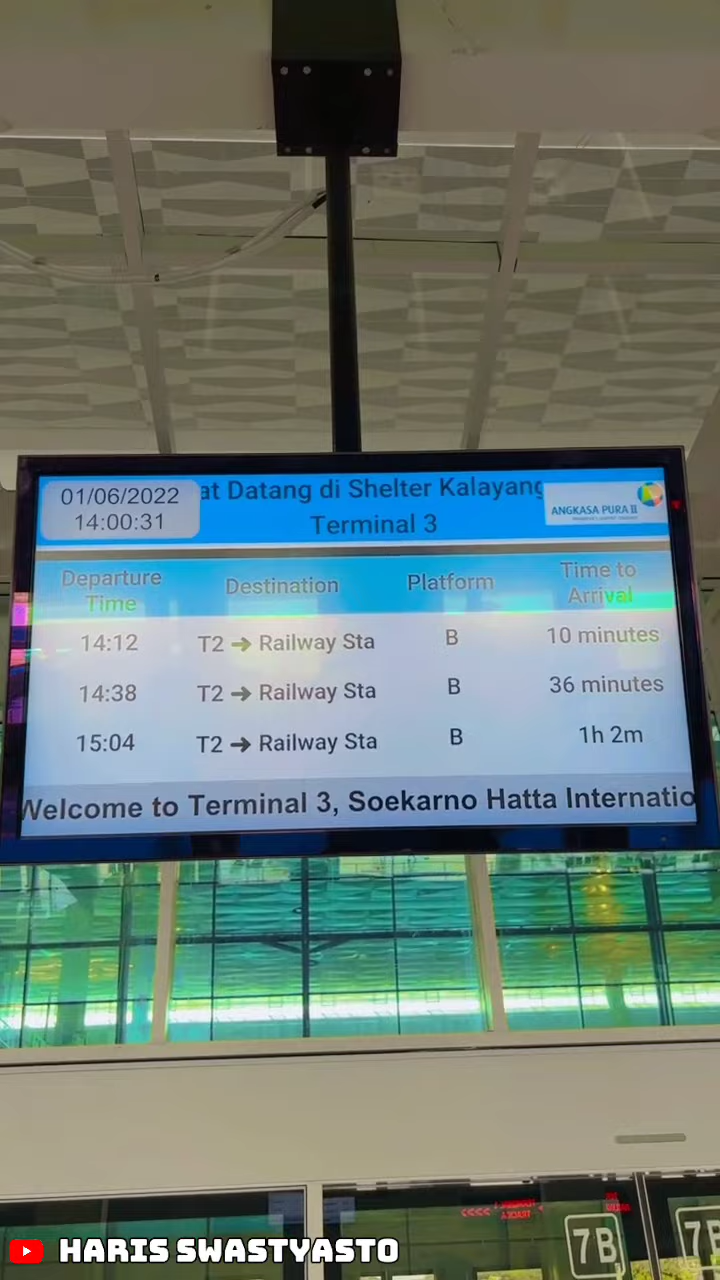 01/06/2022
14:00:31
at Datang di Shelter Kalayang
Terminal 3
ANGKASA PURA II
Departure Time
Destination
Platform
Time to Arrival
14:12 T2 → Railway Sta B 10 minutes
14:38 T2 → Railway Sta B 36 minutes
15:04 T2 → Railway Sta B 1h 2m
Welcome to Terminal 3, Soekarno Hatta Internatio
7B
HARIS SWASTYASTO